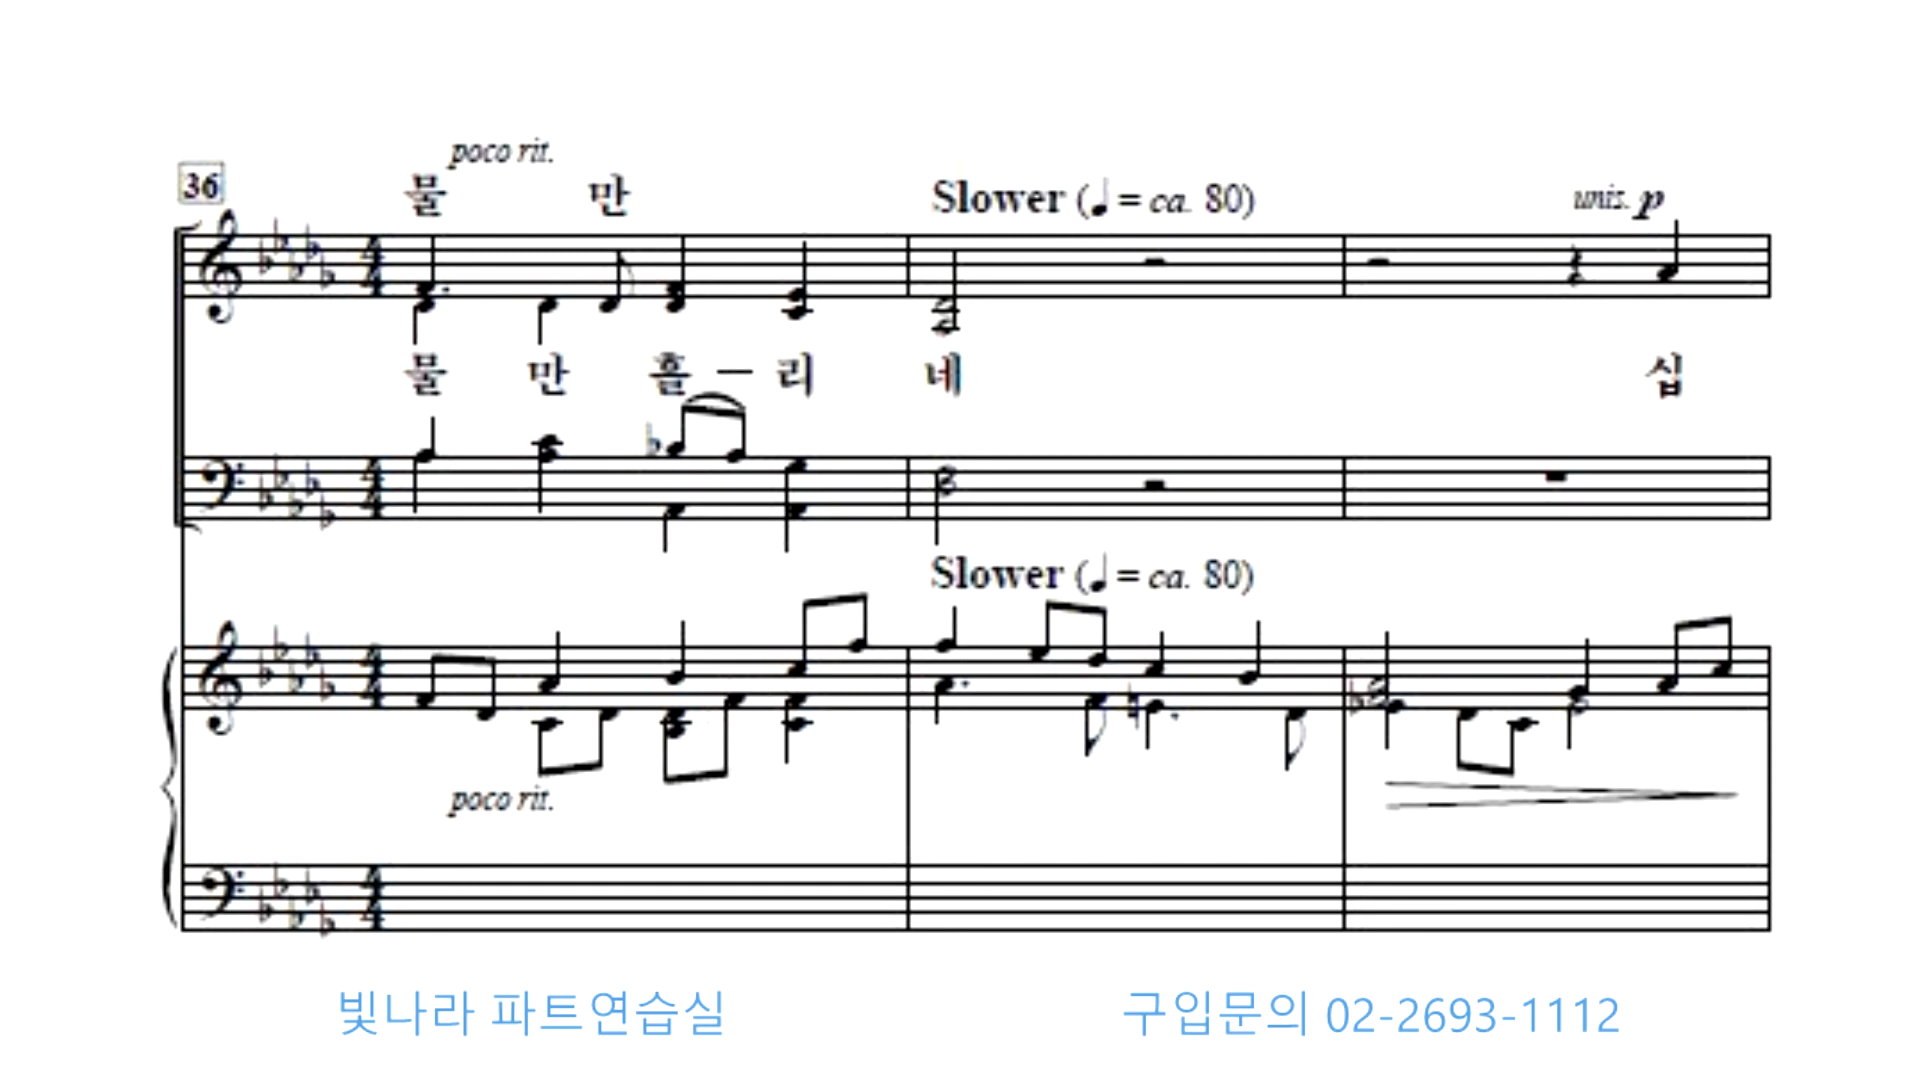 poco rit.
36
물 만
Slower (♩ = ca. 80)
unis. p
물 만 흘 ─ 리 네 십
Slower (♩ = ca. 80)
poco rit.
빛나라 파트연습실
구입문의 02-2693-1112